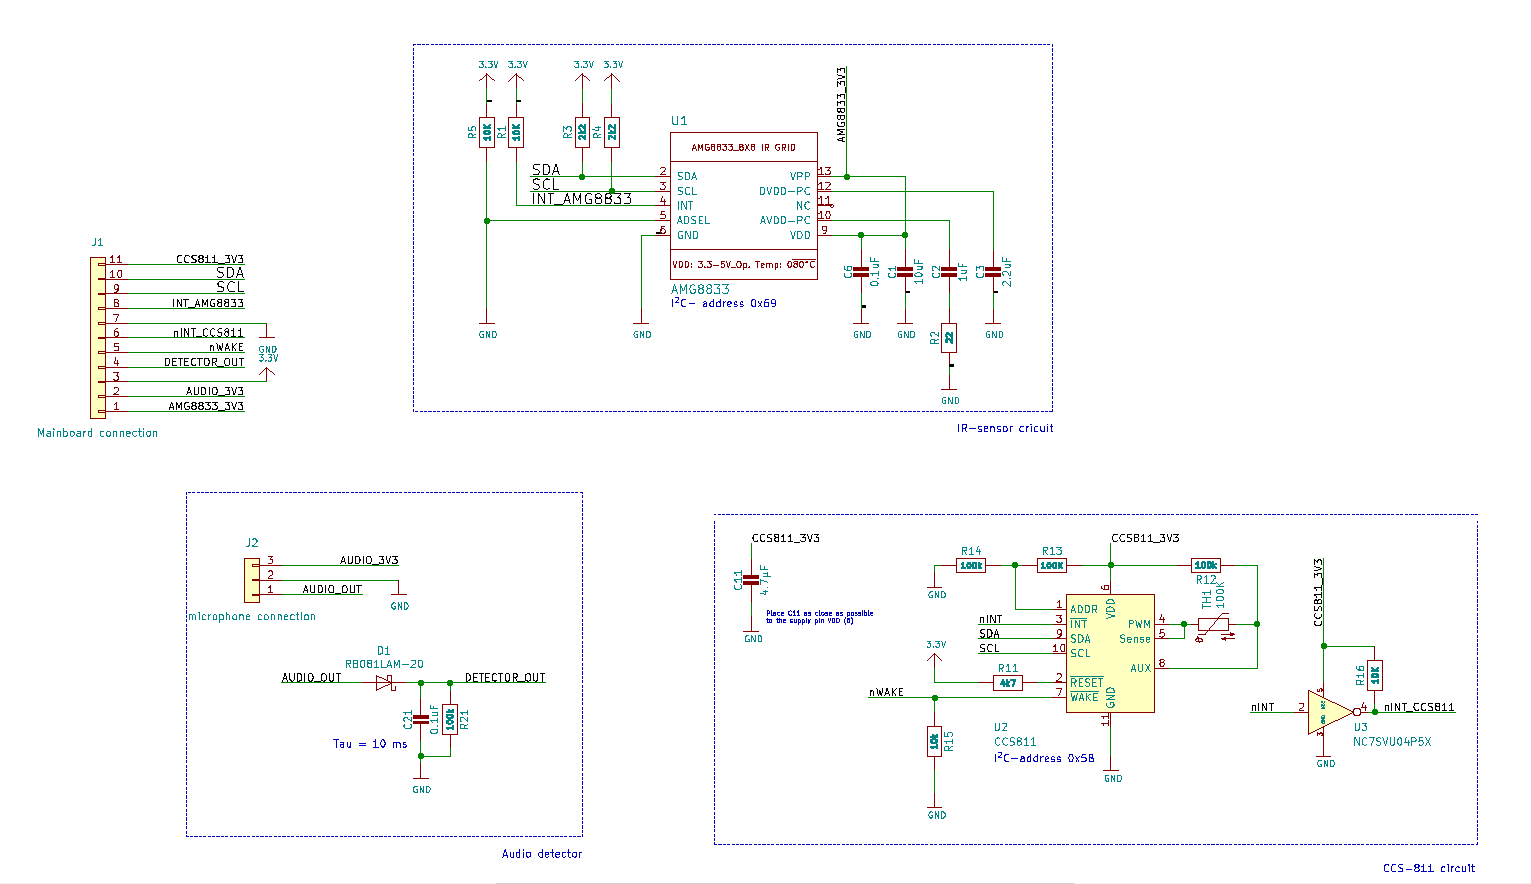 3.3V 3.3V 3.3V 3.3V
R5 10K R1 10K R3 2k2 R4 2k2
U1
AMG8833_8X8 IR GRID
AMG8833_3V3
SDA 2 SDA VPP 13
SCL 3 SCL DVDD-PC 12
INT_AMG8833 4 INT NC 11
5 ADSEL AVDD-PC 10
6 GND VDD 9
VDD: 3.3-5V_Op. Temp: 080°C
AMG8833
I²C- address 0x69
C6 0.1uF C1 10uF C2 1uF C3 2.2uF
GND GND GND GND GND
R2 22
GND
IR-sensor cricuit
J1
11 CCS811_3V3
10 SDA
9 SCL
8 INT_AMG8833
7
6 nINT_CCS811
GND
5 nWAKE
3.3V
4 DETECTOR_OUT
3
2 AUDIO_3V3
1 AMG8833_3V3
Mainboard connection
J2
3 AUDIO_3V3
2
1 AUDIO_OUT
GND
microphone connection
D1
RB081LAM-20
AUDIO_OUT DETECTOR_OUT
C21 0.1uF 100k R21
Tau = 10 ms
GND
Audio detector
CCS811_3V3
C11 4.7µF
Place C11 as close as possible
to the supply pin VDD (6)
GND
R14 R13 CCS811_3V3
100k 100K 100k
R12
GND
TH1 100K
6 VDD
1 ADDR
nINT 3 INT PWM 4
SDA 9 SDA Sense 5
SCL 10 SCL
3.3V
AUX 8
R11
4k7 2 RESET
nWAKE 7 WAKE
GND 11
10k R15
U2
CCS811
I²C-address 0x5B
GND
GND
CCS811_3V3
R16 10K
5
nINT 2 4 nINT_CCS811
3
U3
NC7SVU04P5X
GND
CCS-811 circuit